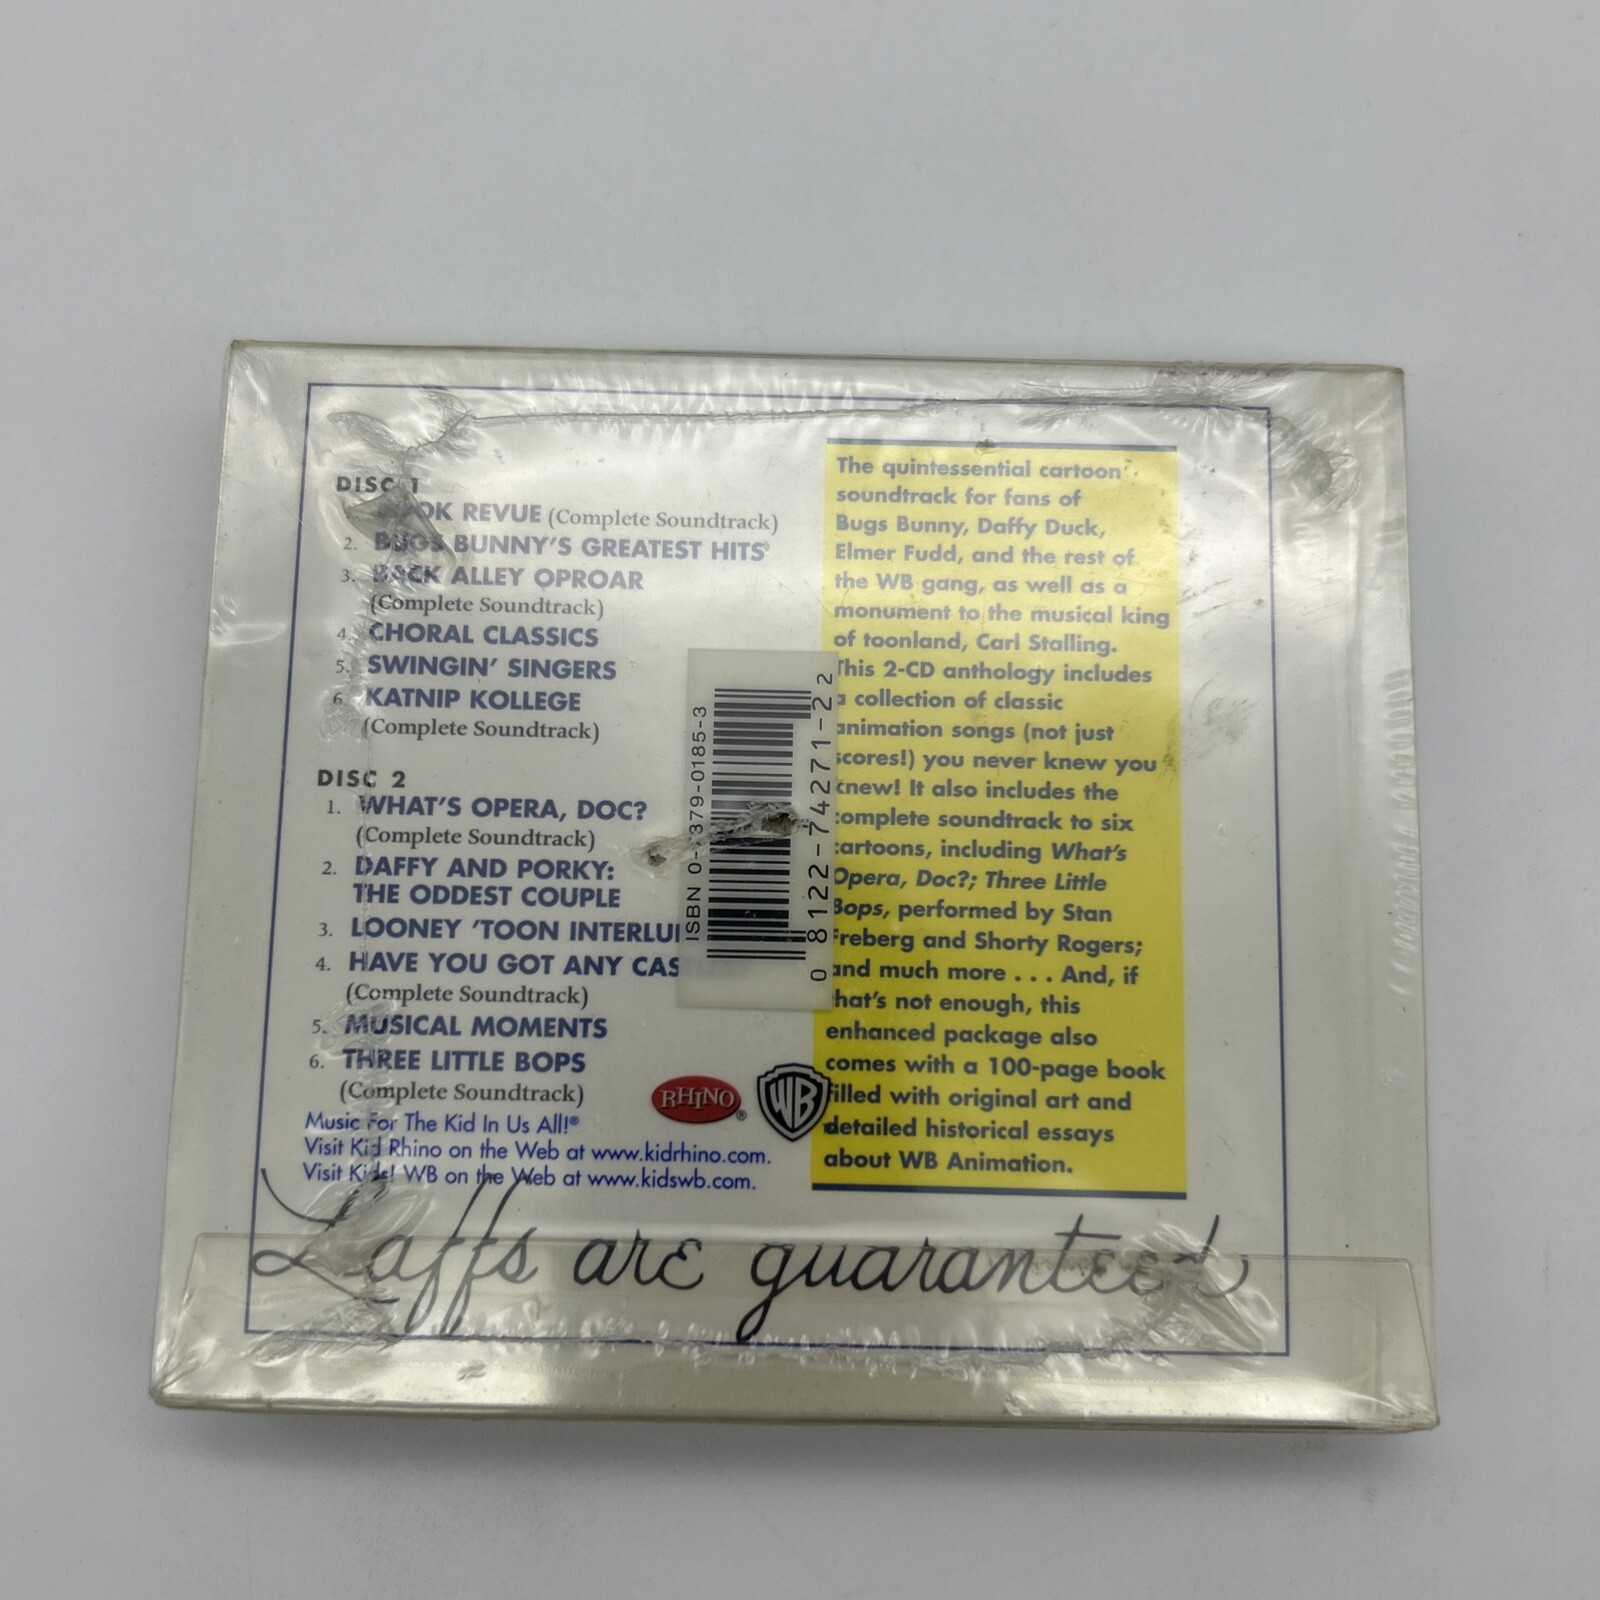 DISC 1
BOOK REVUE (Complete Soundtrack)
2. BUGS BUNNY'S GREATEST HITS
3. BACK ALLEY OPROAR
(Complete Soundtrack)
4. CHORAL CLASSICS
5. SWINGIN' SINGERS
6. KATNIP KOLLEGE
(Complete Soundtrack)
DISC 2
1. WHAT'S OPERA, DOC?
(Complete Soundtrack)
2. DAFFY AND PORKY:
THE ODDEST COUPLE
3. LOONEY 'TOON
4. HAVE YOU GOT ANY
(Complete Soundtrack)
5. MUSICAL MOMENTS
6. THREE LITTLE BOPS
(Complete Soundtrack)
Music For The Kid In Us All!®
Visit Kid Rhino on the Web at www.kidrhino.com.
Visit Kids! WB on the Web at www.kidswb.com.
RHINO®
WB
ISBN 0-7379-0185-3
0 8122-74271-2 2
The quintessential cartoon
soundtrack for fans of
Bugs Bunny, Daffy Duck,
Elmer Fudd, and the rest of
the WB gang, as well as a
monument to the musical king
of toonland, Carl Stalling.
This 2-CD anthology includes
a collection of classic
animation songs (not just
scores!) you never knew you
knew! It also includes the
complete soundtrack to six
cartoons, including What's
Opera, Doc?; Three Little
Bops, performed by Stan
Freberg and Shorty Rogers;
and much more . . . And, if
that's not enough, this
enhanced package also
comes with a 100-page book
filled with original art and
detailed historical essays
about WB Animation.
Laffs are guaranteed